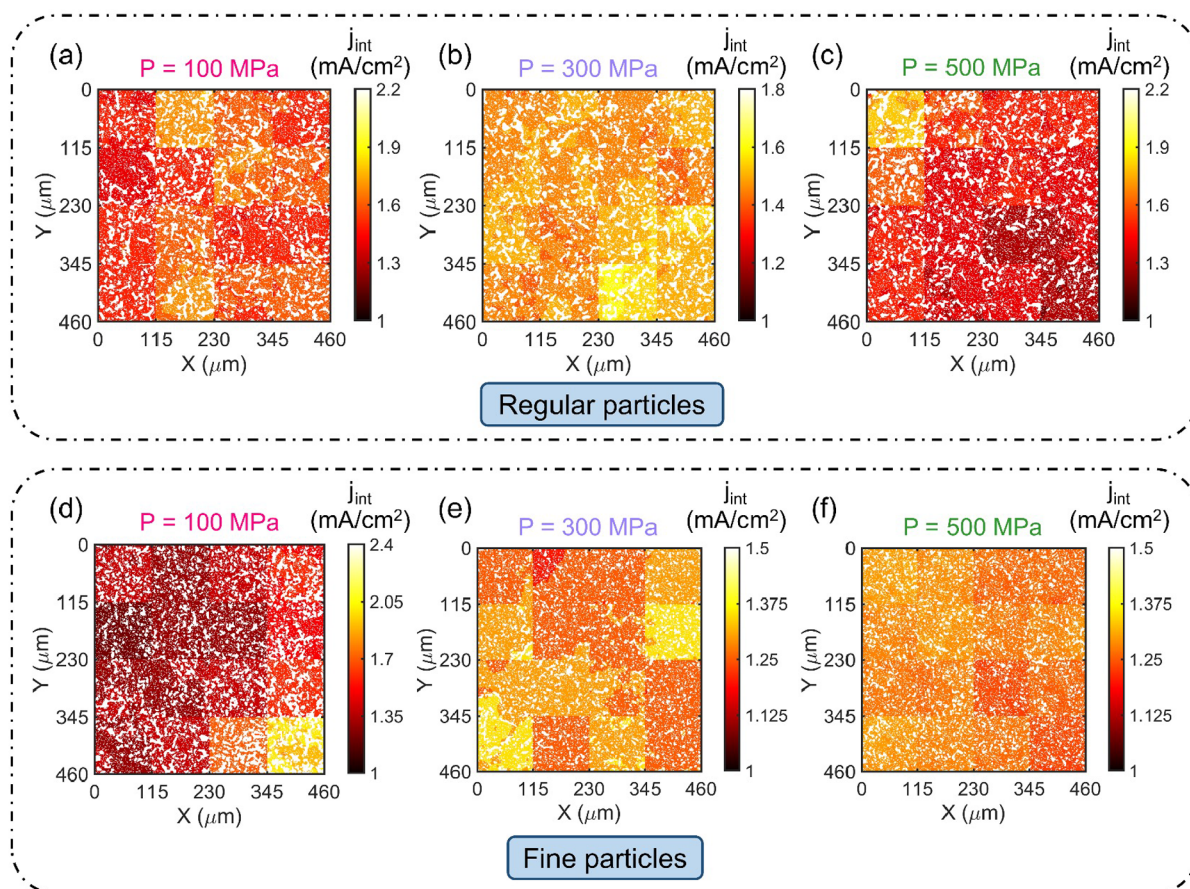 (a)
P = 100 MPa
j_int
(mA/cm²)
0
115
230
345
460
Y (μm)
0 115 230 345 460
X (μm)
2.2
1.9
1.6
1.3
1
(b)
P = 300 MPa
j_int
(mA/cm²)
0
115
230
345
460
Y (μm)
0 115 230 345 460
X (μm)
1.8
1.6
1.4
1.2
1
(c)
P = 500 MPa
j_int
(mA/cm²)
0
115
230
345
460
Y (μm)
0 115 230 345 460
X (μm)
2.2
1.9
1.6
1.3
1
Regular particles
(d)
P = 100 MPa
j_int
(mA/cm²)
0
115
230
345
460
Y (μm)
0 115 230 345 460
X (μm)
2.4
2.05
1.7
1.35
1
(e)
P = 300 MPa
j_int
(mA/cm²)
0
115
230
345
460
Y (μm)
0 115 230 345 460
X (μm)
1.5
1.375
1.25
1.125
1
(f)
P = 500 MPa
j_int
(mA/cm²)
0
115
230
345
460
Y (μm)
0 115 230 345 460
X (μm)
1.5
1.375
1.25
1.125
1
Fine particles